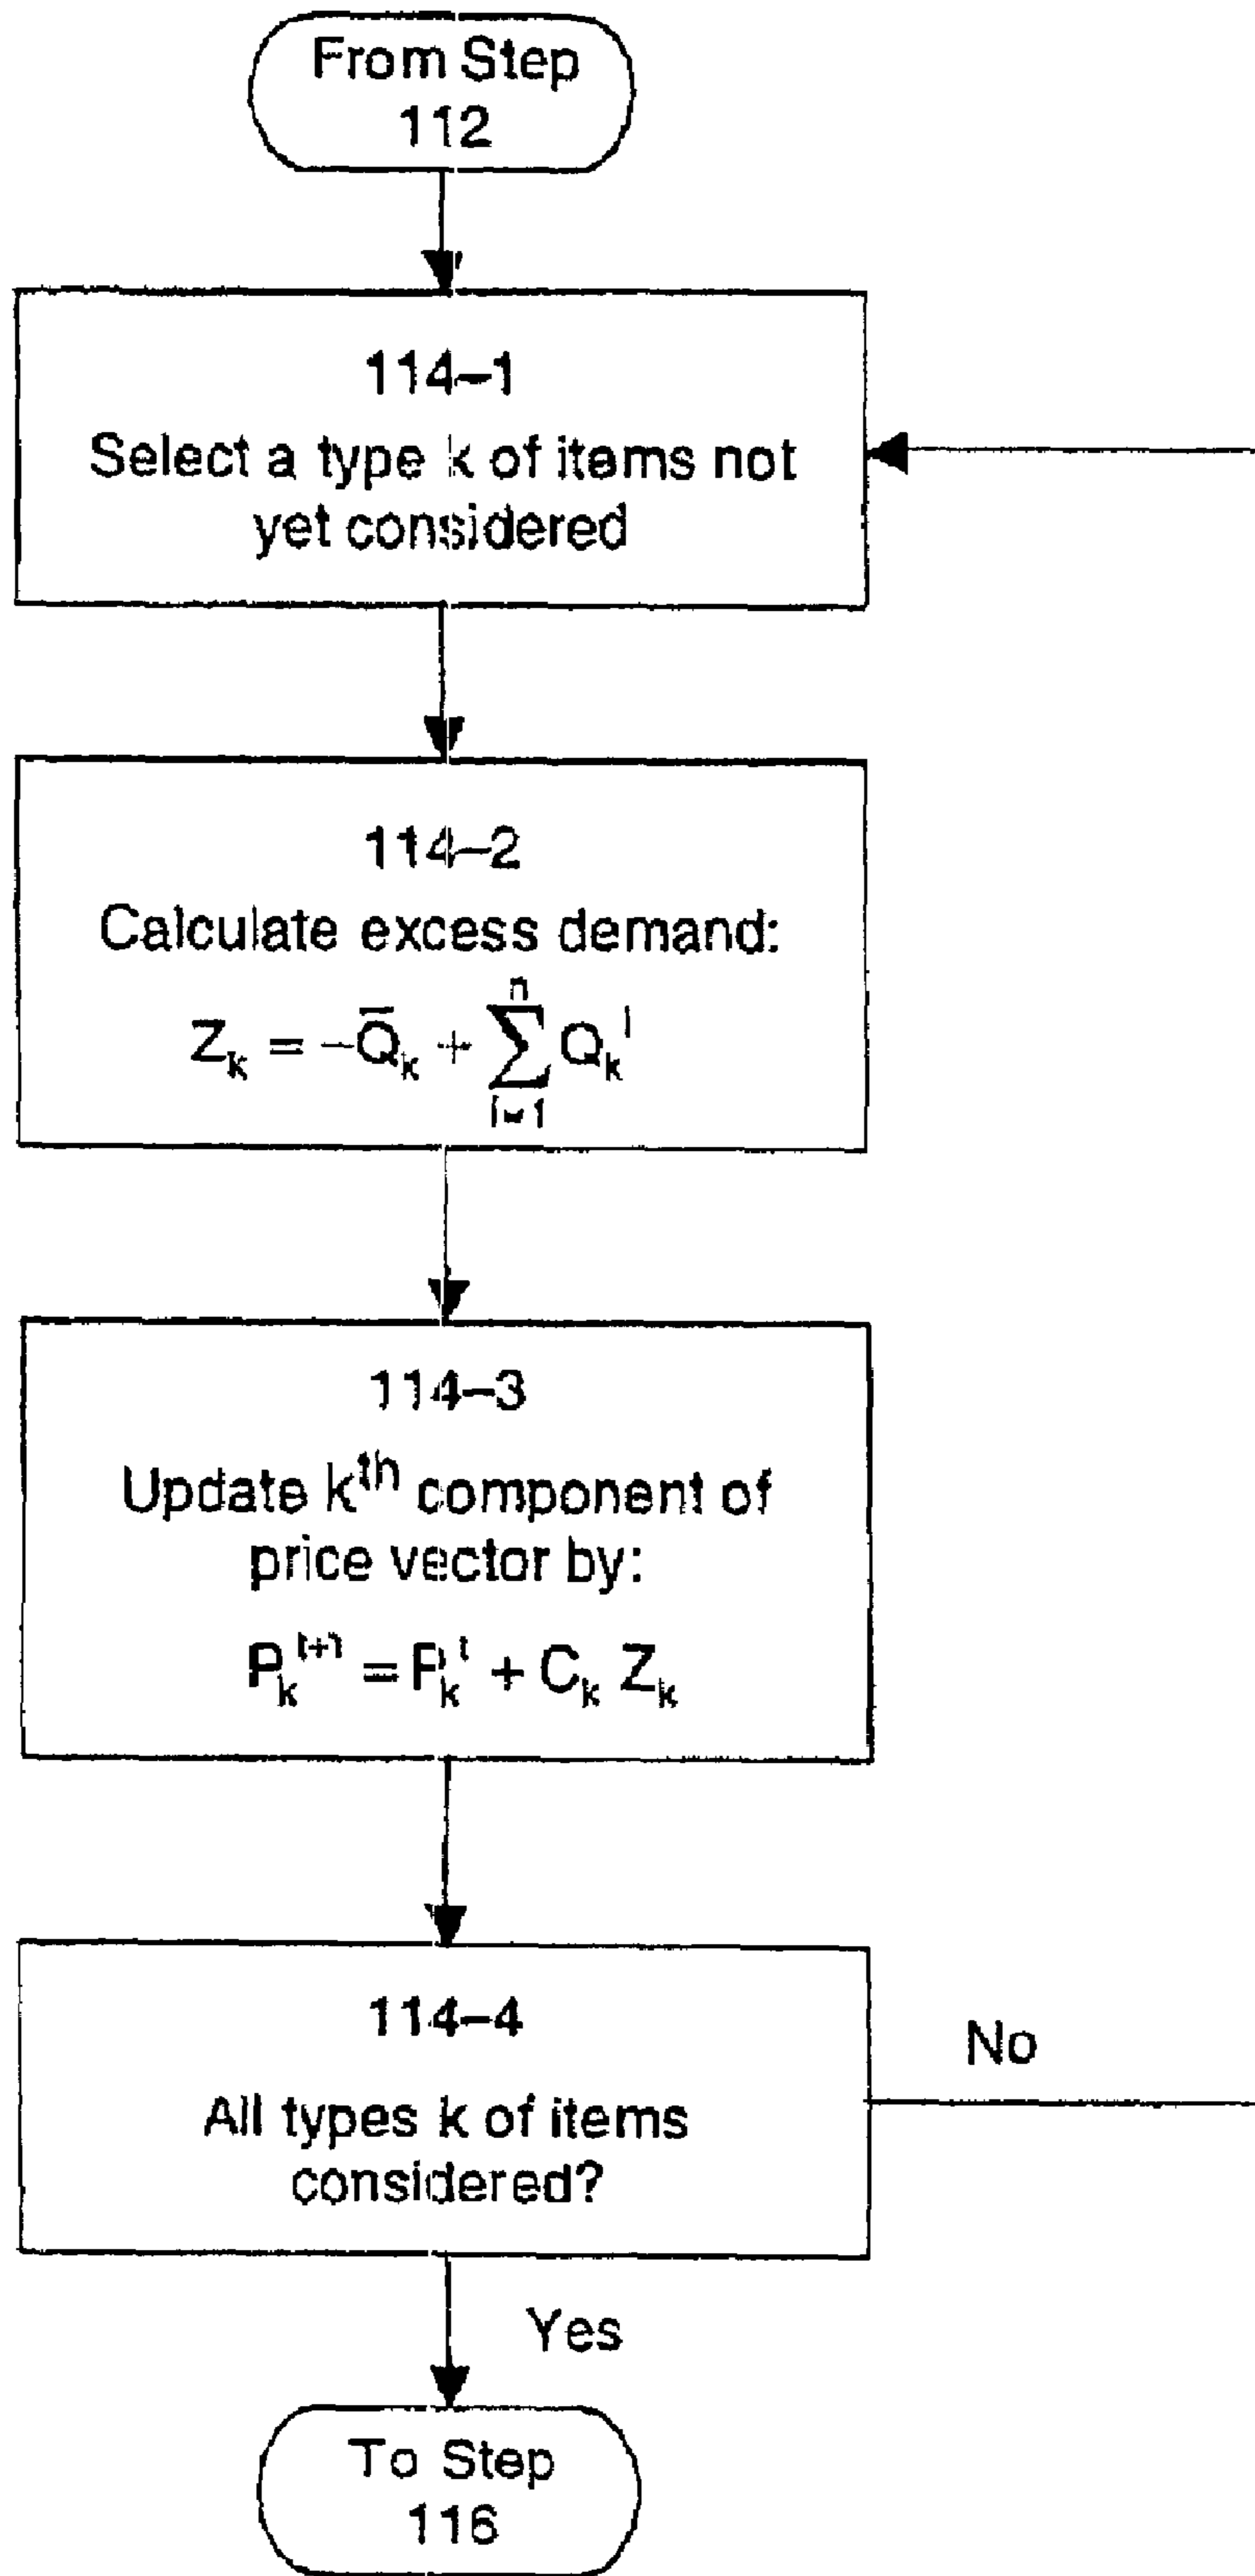 From Step
112
114–1
Select a type k of items not
yet considered
114–2
Calculate excess demand:
Z_k = –Q̄_k + ∑_{i=1}^{n} Q_k^i
114–3
Update k^th component of
price vector by:
P_k^{t+1} = P_k^t + C_k Z_k
114–4
All types k of items
considered?
No
Yes
To Step
116